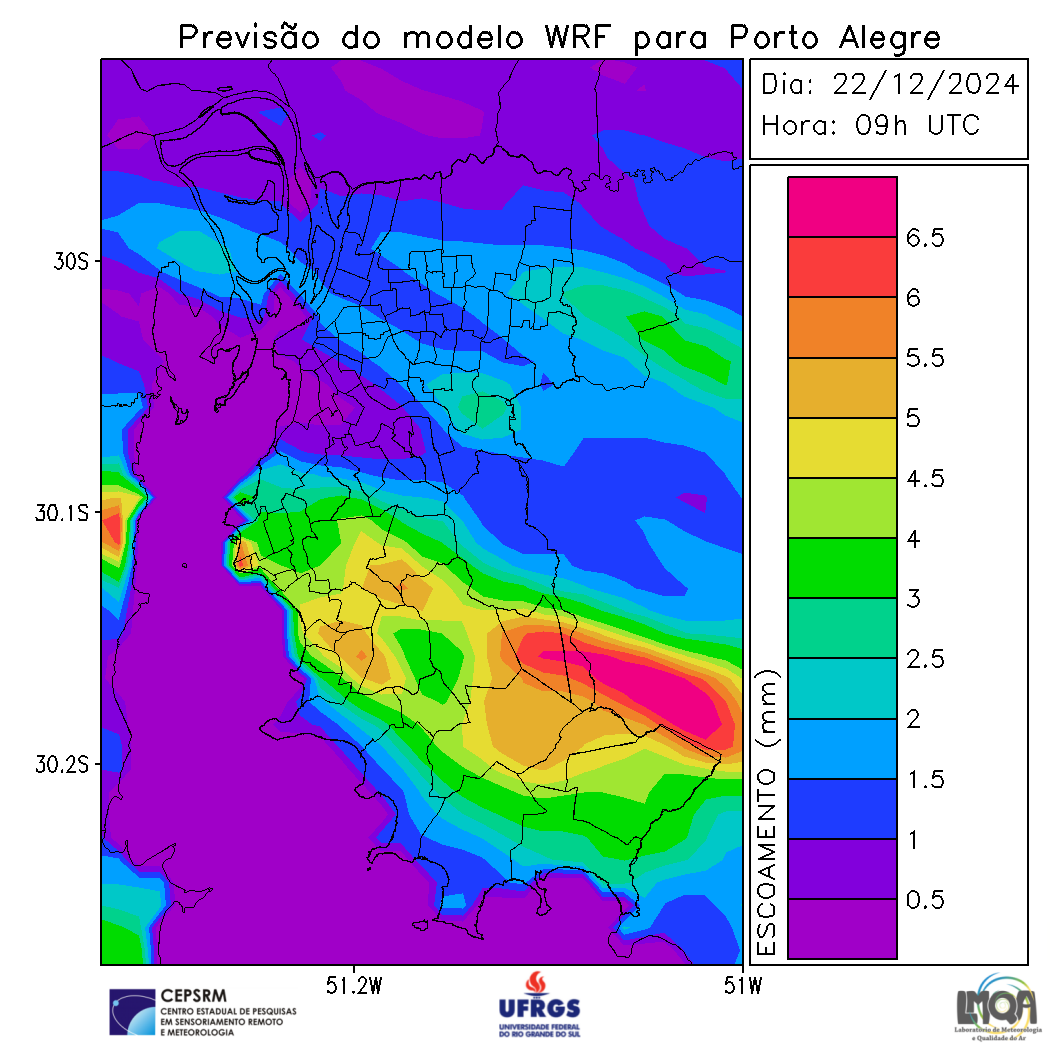 Previsão do modelo WRF para Porto Alegre
Dia: 22/12/2024
Hora: 09h UTC
30S
30.1S
30.2S
51.2W
51W
ESCOAMENTO (mm)
6.5
6
5.5
5
4.5
4
3
2.5
2
1.5
1
0.5
CEPSRM
CENTRO ESTADUAL DE PESQUISAS
EM SENSORIAMENTO REMOTO
E METEOROLOGIA
UFRGS
UNIVERSIDADE FEDERAL
DO RIO GRANDE DO SUL
LMQA
Laboratório de Meteorologia
e Qualidade do Ar